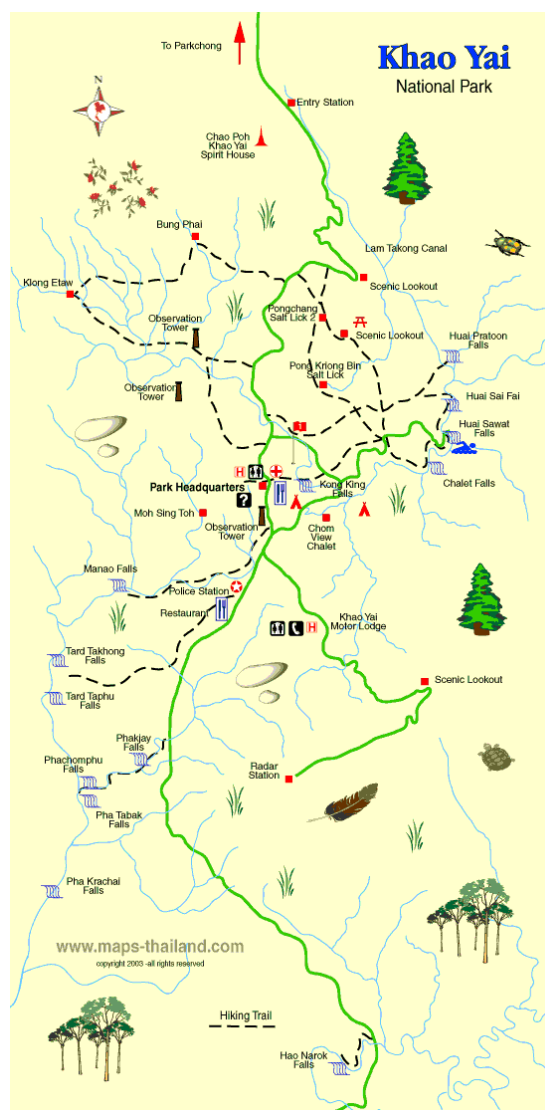 Khao Yai
National Park
To Parkchong
N
Entry Station
Chao Poh
Khao Yai
Spirit House
Bung Phai
Lam Takong Canal
Klong Etaw
Scenic Lookout
Pongchang
Salt Lick 2
Observation
Tower
Scenic Lookout
Huai Pratoon
Falls
Pong Kriong Bin
Salt Lick
Observation
Tower
Huai Sai Fai
Huai Sawat
Falls
H
Park Headquarters
Kong King
Falls
Chalet Falls
?
Moh Sing Toh
Observation
Tower
Chom
View
Chalet
Manao Falls
Police Station
Restaurant
Khao Yai
Motor Lodge
H
Tard Takhong
Falls
Scenic Lookout
Tard Taphu
Falls
Phakjay
Falls
Phachomphu
Falls
Radar
Station
Pha Tabak
Falls
Pha Krachai
Falls
www.maps-thailand.com
copyright 2003 -all rights reserved
Hiking Trail
Hao Narok
Falls